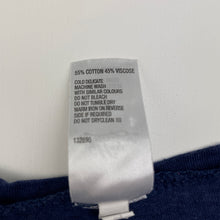 55% COTTON 45% VISCOSE
COLD DELICATE
MACHINE WASH
WITH SIMILAR COLOURS
DO NOT BLEACH
DO NOT TUMBLE DRY
WARM IRON ON REVERSE
SIDE IF REQUIRED
DO NOT DRYCLEAN